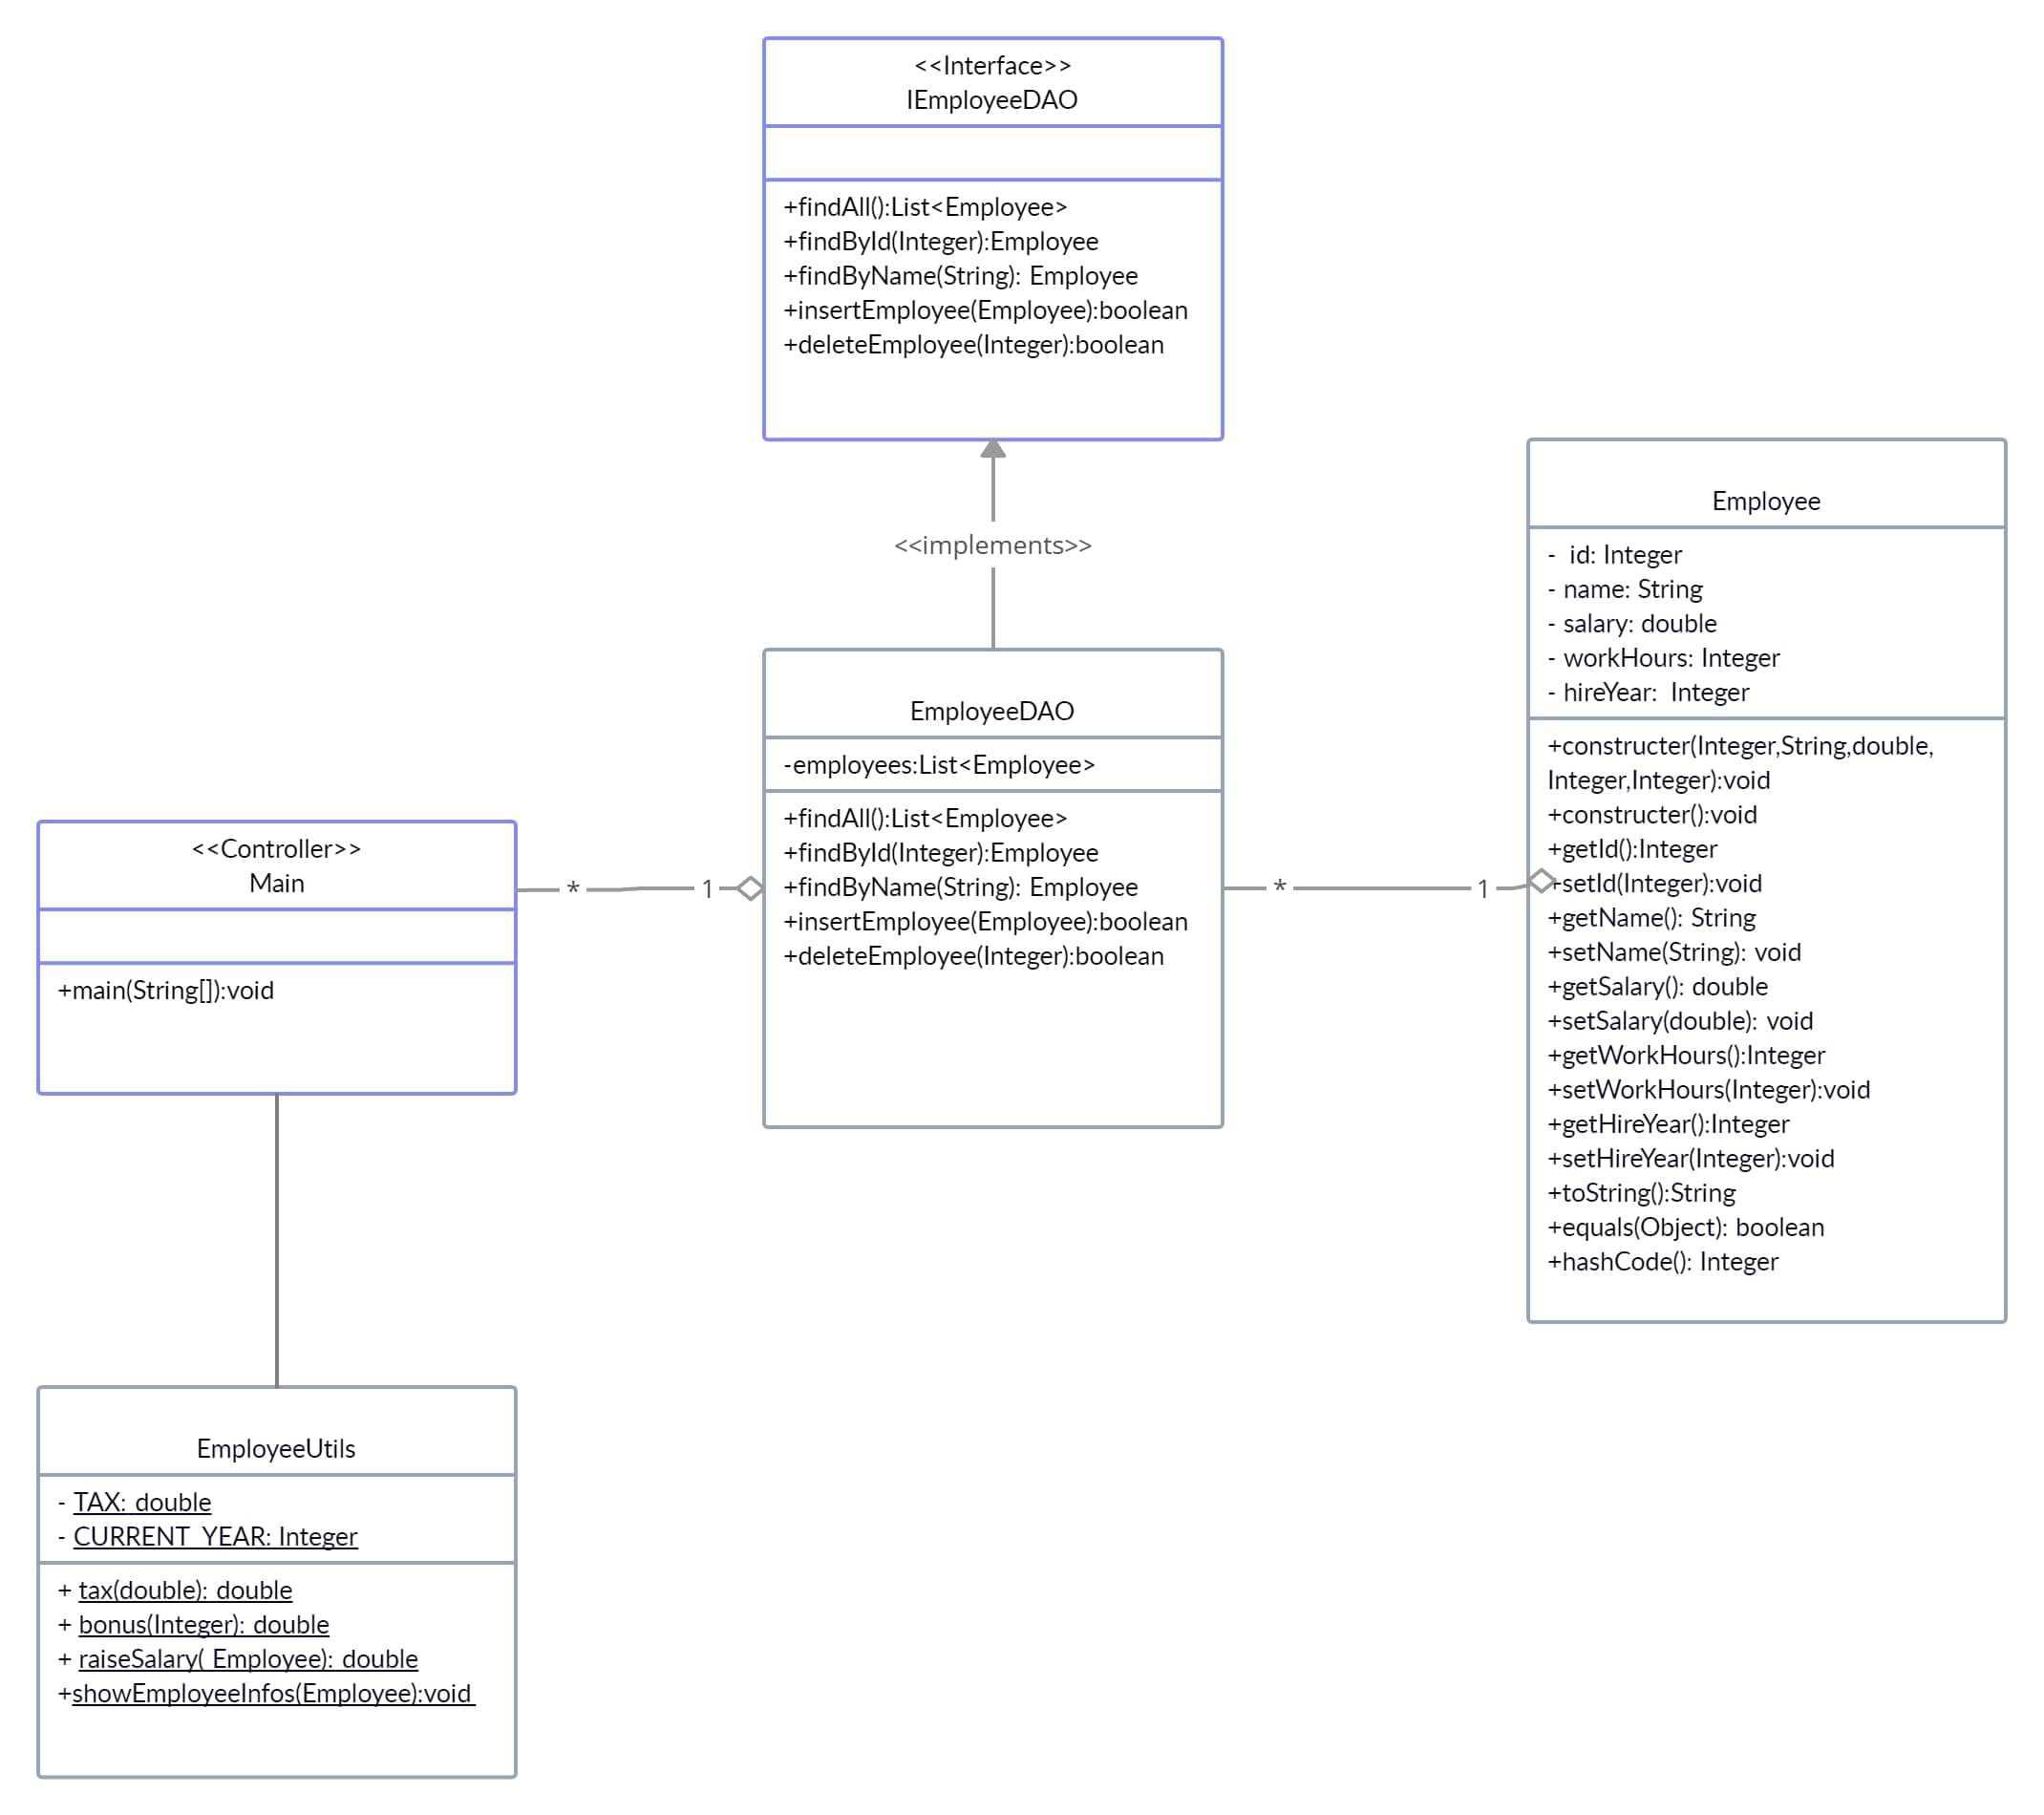 <<Interface>>
IEmployeeDAO
+findAll():List<Employee>
+findById(Integer):Employee
+findByName(String): Employee
+insertEmployee(Employee):boolean
+deleteEmployee(Integer):boolean
<<implements>>
Employee
- id: Integer
- name: String
- salary: double
- workHours: Integer
- hireYear: Integer
+constructer(Integer,String,double,
Integer,Integer):void
+constructer():void
+getId():Integer
+setId(Integer):void
+getName(): String
+setName(String): void
+getSalary(): double
+setSalary(double): void
+getWorkHours():Integer
+setWorkHours(Integer):void
+getHireYear():Integer
+setHireYear(Integer):void
+toString():String
+equals(Object): boolean
+hashCode(): Integer
EmployeeDAO
-employees:List<Employee>
+findAll():List<Employee>
+findById(Integer):Employee
+findByName(String): Employee
+insertEmployee(Employee):boolean
+deleteEmployee(Integer):boolean
* 1
* 1
<<Controller>>
Main
+main(String[]):void
EmployeeUtils
- TAX: double
- CURRENT_YEAR: Integer
+ tax(double): double
+ bonus(Integer): double
+ raiseSalary( Employee): double
+showEmployeeInfos(Employee):void